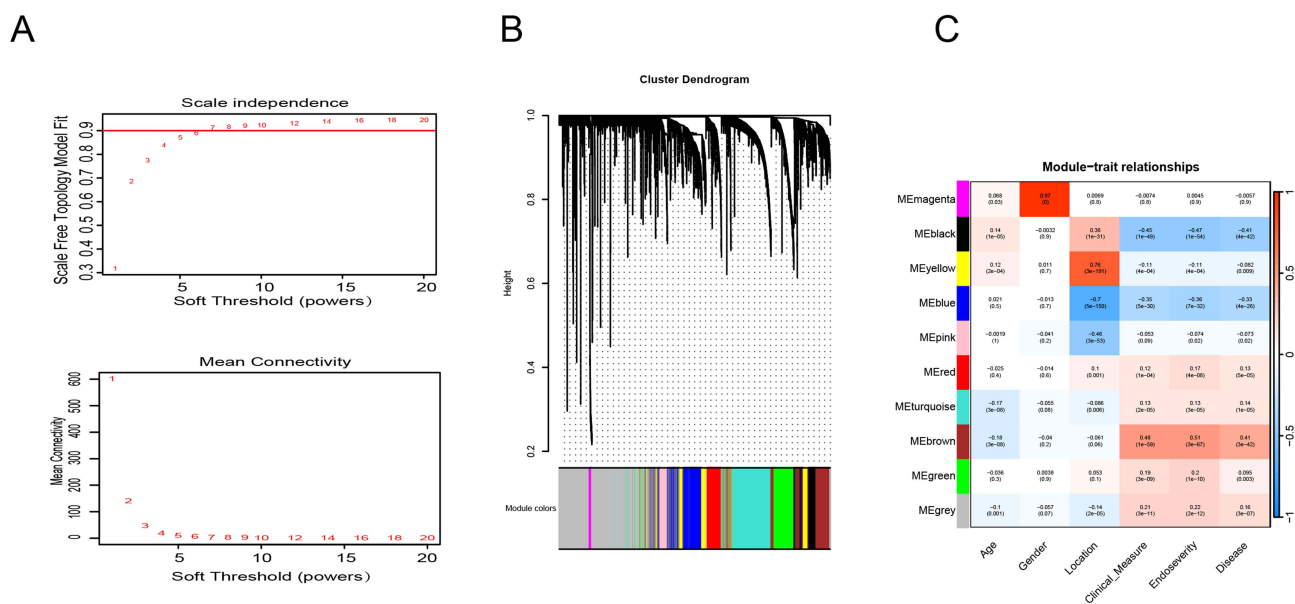 A
B
C
Scale independence
Scale Free Topology Model Fit
0.3 0.4 0.5 0.6 0.7 0.8 0.9
1 2 3 4 5 6 7 8 9 10 12 14 16 18 20
5 10 15 20
Soft Threshold (powers)
Mean Connectivity
Mean Connectivity
0 100 200 300 400 500 600
1 2 3 4 5 6 7 8 9 10 12 14 16 18 20
5 10 15 20
Soft Threshold (powers)
Cluster Dendrogram
Height
0.2 0.4 0.6 0.8 1.0
Module colors
Module-trait relationships
MEmagenta 0.068 0.97 0.0069 −0.0074 0.0045 −0.0057
(0.03) (0) (0.8) (0.8) (0.9) (0.9)
MEblack 0.14 −0.0032 0.36 −0.45 −0.47 −0.41
(1e−05) (0.9) (1e−31) (1e−49) (1e−54) (4e−42)
MEyellow 0.12 0.011 0.76 −0.11 −0.11 −0.082
(2e−04) (0.7) (3e−191) (4e−04) (4e−04) (0.009)
MEblue 0.021 −0.013 −0.7 −0.35 −0.36 −0.33
(0.5) (0.7) (5e−150) (5e−30) (7e−32) (4e−26)
MEpink −0.0019 −0.041 −0.46 −0.053 −0.074 −0.073
(1) (0.2) (3e−53) (0.09) (0.02) (0.02)
MEred −0.025 −0.014 0.1 0.12 0.17 0.13
(0.4) (0.6) (0.001) (1e−04) (4e−08) (5e−05)
MEturquoise −0.17 −0.055 −0.086 0.13 0.13 0.14
(3e−08) (0.08) (0.006) (2e−05) (3e−05) (1e−05)
MEbrown −0.18 −0.04 −0.061 0.48 0.51 0.41
(3e−08) (0.2) (0.06) (1e−59) (3e−67) (3e−42)
MEgreen −0.036 0.0038 0.053 0.19 0.2 0.095
(0.3) (0.9) (0.1) (3e−09) (1e−10) (0.003)
MEgrey −0.1 −0.057 −0.14 0.21 0.22 0.16
(0.001) (0.07) (2e−05) (3e−11) (2e−12) (3e−07)
Age Gender Location Clinical_Measure Endoseverity Disease
1
0.5
0
−0.5
−1